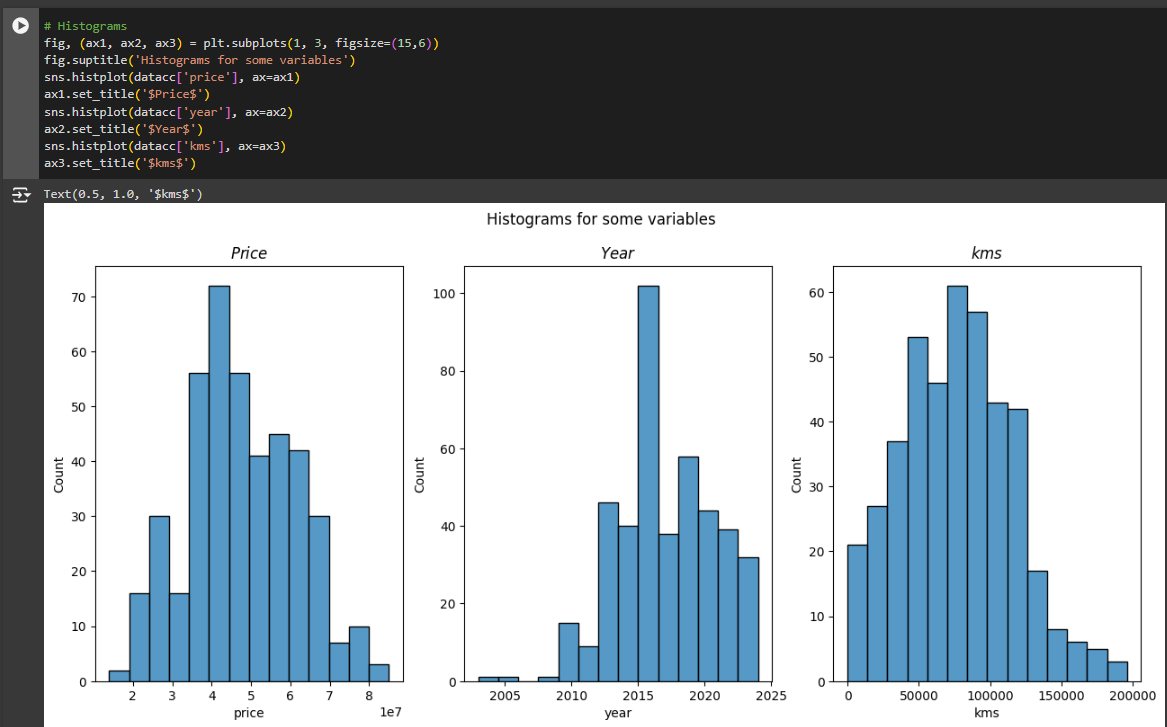 # Histograms
fig, (ax1, ax2, ax3) = plt.subplots(1, 3, figsize=(15,6))
fig.suptitle('Histograms for some variables')
sns.histplot(datacc['price'], ax=ax1)
ax1.set_title('$Price$')
sns.histplot(datacc['year'], ax=ax2)
ax2.set_title('$Year$')
sns.histplot(datacc['kms'], ax=ax3)
ax3.set_title('$kms$')
Text(0.5, 1.0, '$kms$')
Histograms for some variables
Price
70
60
50
40
30
20
10
0
Count
2 3 4 5 6 7 8
1e7
price
Year
100
80
60
40
20
0
Count
2005 2010 2015 2020 2025
year
kms
60
50
40
30
20
10
0
Count
0 50000 100000 150000 200000
kms